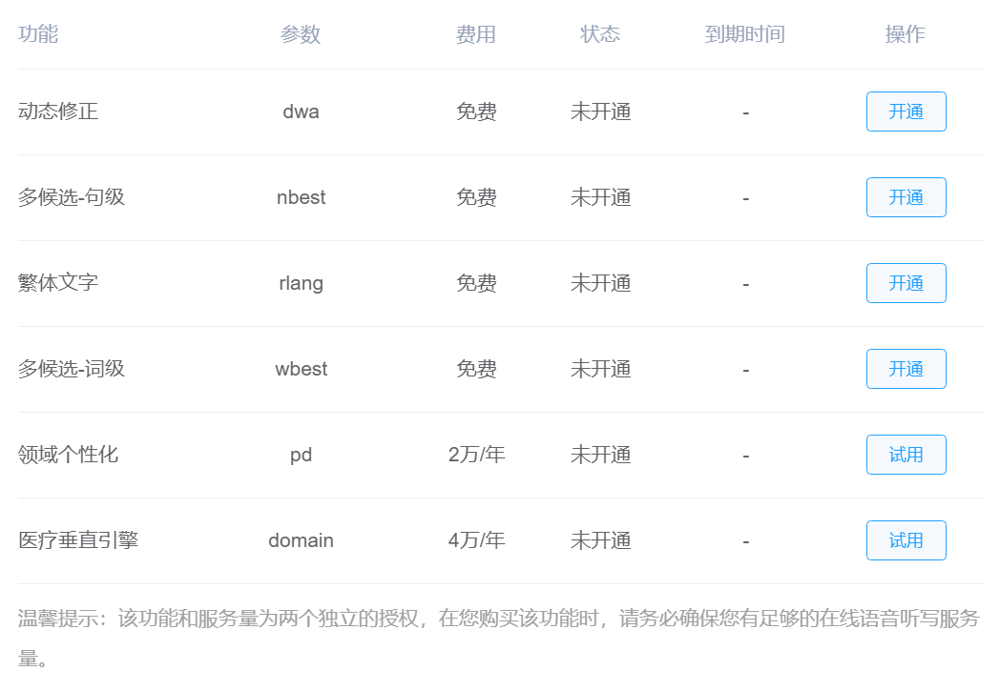 功能 参数 费用 状态 到期时间 操作
动态修正 dwa 免费 未开通 - 开通
多候选-句级 nbest 免费 未开通 - 开通
繁体文字 rlang 免费 未开通 - 开通
多候选-词级 wbest 免费 未开通 - 开通
领域个性化 pd 2万/年 未开通 - 试用
医疗垂直引擎 domain 4万/年 未开通 - 试用
温馨提示：该功能和服务量为两个独立的授权，在您购买该功能时，请务必确保您有足够的在线语音听写服务
量。